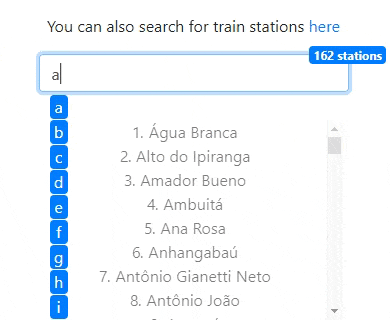 You can also search for train stations here
162 stations
a
a
b
c
d
e
f
g
h
i
1. Água Branca
2. Alto do Ipiranga
3. Amador Bueno
4. Ambuitá
5. Ana Rosa
6. Anhangabaú
7. Antônio Gianetti Neto
8. Antônio João